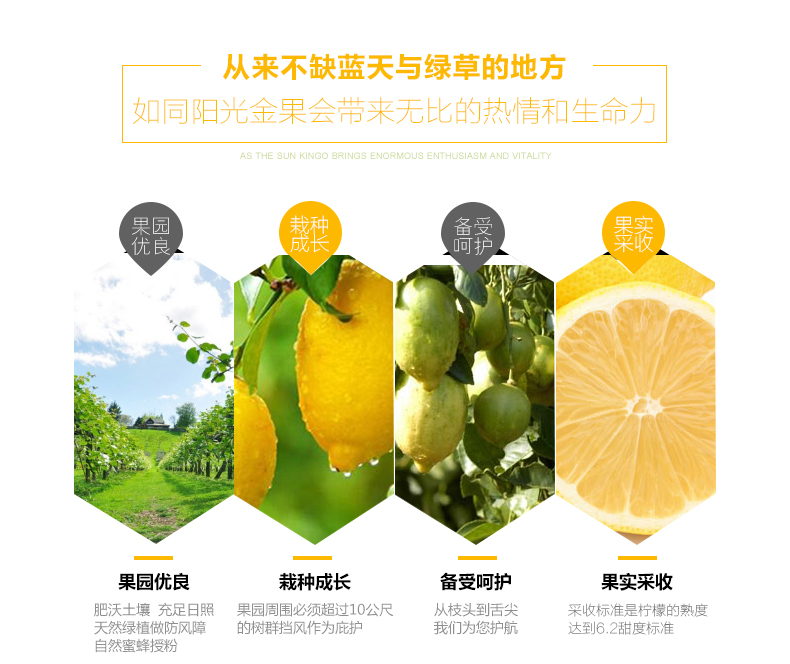 从来不缺蓝天与绿草的地方
如同阳光金果会带来无比的热情和生命力
AS THE SUN KINGO BRINGS ENORMOUS ENTHUSIASM AND VITALITY
果园
优良
栽种
成长
备受
呵护
果实
采收
果园优良
肥沃土壤 充足日照
天然绿植做防风障
自然蜜蜂授粉
栽种成长
果园周围必须超过10公尺
的树群挡风作为庇护
备受呵护
从枝头到舌尖
我们为您护航
果实采收
采收标准是柠檬的熟度
达到6.2甜度标准